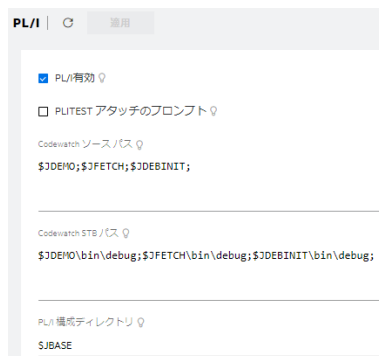 PL/I 適用
PL/I有効
PLITEST アタッチのプロンプト
Codewatch ソース パス
$JDEMO;$JFETCH;$JDEBINIT;
Codewatch STB パス
$JDEMO\bin\debug;$JFETCH\bin\debug;$JDEBINIT\bin\debug;
PL/I 構成ディレクトリ
$JBASE